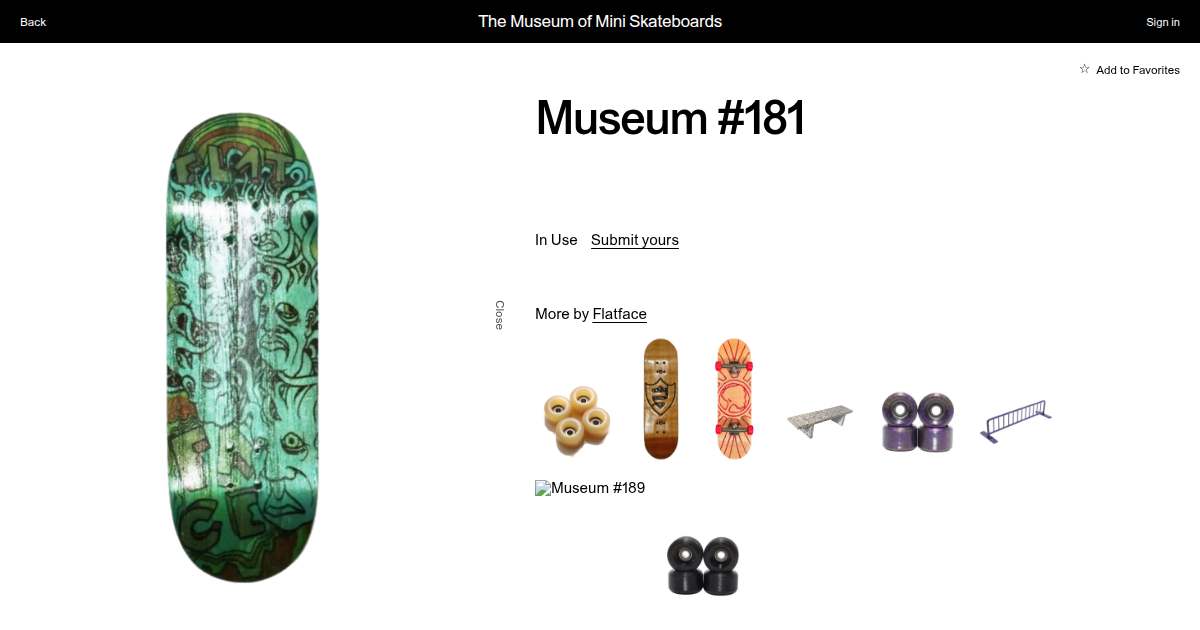 Back
The Museum of Mini Skateboards
Sign in
☆ Add to Favorites
Museum #181
In Use Submit yours
Close
More by Flatface
Museum #189
FLAT